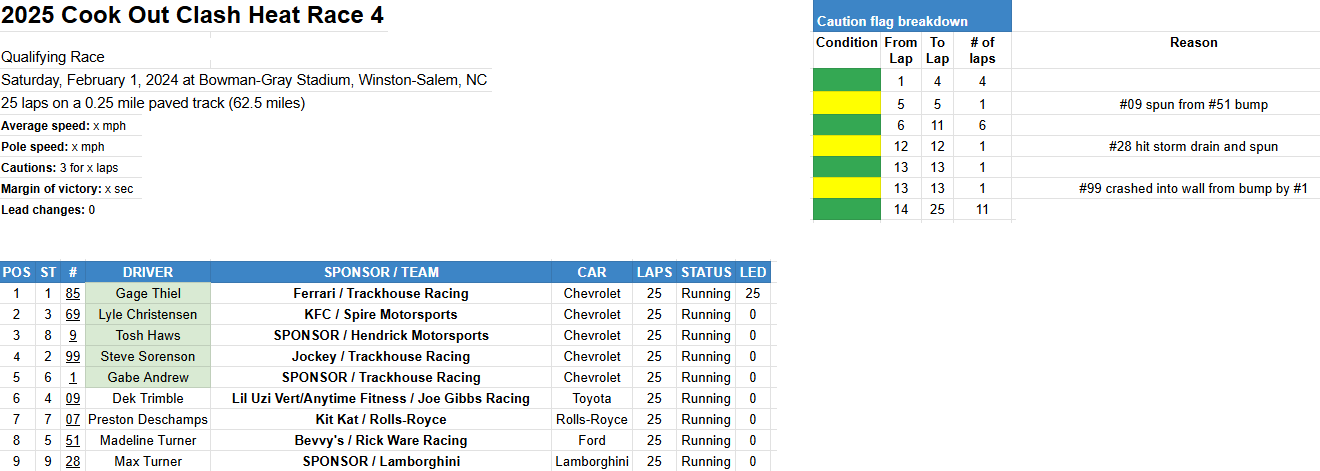 2025 Cook Out Clash Heat Race 4
Qualifying Race
Saturday, February 1, 2024 at Bowman-Gray Stadium, Winston-Salem, NC
25 laps on a 0.25 mile paved track (62.5 miles)
Average speed: x mph
Pole speed: x mph
Cautions: 3 for x laps
Margin of victory: x sec
Lead changes: 0
Caution flag breakdown
Condition From Lap To Lap # of laps Reason
1 4 4
5 5 1 #09 spun from #51 bump
6 11 6
12 12 1 #28 hit storm drain and spun
13 13 1
13 13 1 #99 crashed into wall from bump by #1
14 25 11
POS ST # DRIVER SPONSOR / TEAM CAR LAPS STATUS LED
1 1 85 Gage Thiel Ferrari / Trackhouse Racing Chevrolet 25 Running 25
2 3 69 Lyle Christensen KFC / Spire Motorsports Chevrolet 25 Running 0
3 8 9 Tosh Haws SPONSOR / Hendrick Motorsports Chevrolet 25 Running 0
4 2 99 Steve Sorenson Jockey / Trackhouse Racing Chevrolet 25 Running 0
5 6 1 Gabe Andrew SPONSOR / Trackhouse Racing Chevrolet 25 Running 0
6 4 09 Dek Trimble Lil Uzi Vert/Anytime Fitness / Joe Gibbs Racing Toyota 25 Running 0
7 7 07 Preston Deschamps Kit Kat / Rolls-Royce Rolls-Royce 25 Running 0
8 5 51 Madeline Turner Bevvy's / Rick Ware Racing Ford 25 Running 0
9 9 28 Max Turner SPONSOR / Lamborghini Lamborghini 25 Running 0